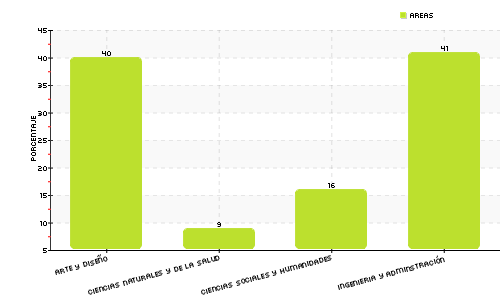 AREAS
45
40
35
30
25
20
15
10
5
PORCENTAJE
40
9
16
41
ARTE Y DISEÑO
CIENCIAS NATURALES Y DE LA SALUD
CIENCIAS SOCIALES Y HUMANIDADES
INGENIERIA Y ADMINSTRACIÓN